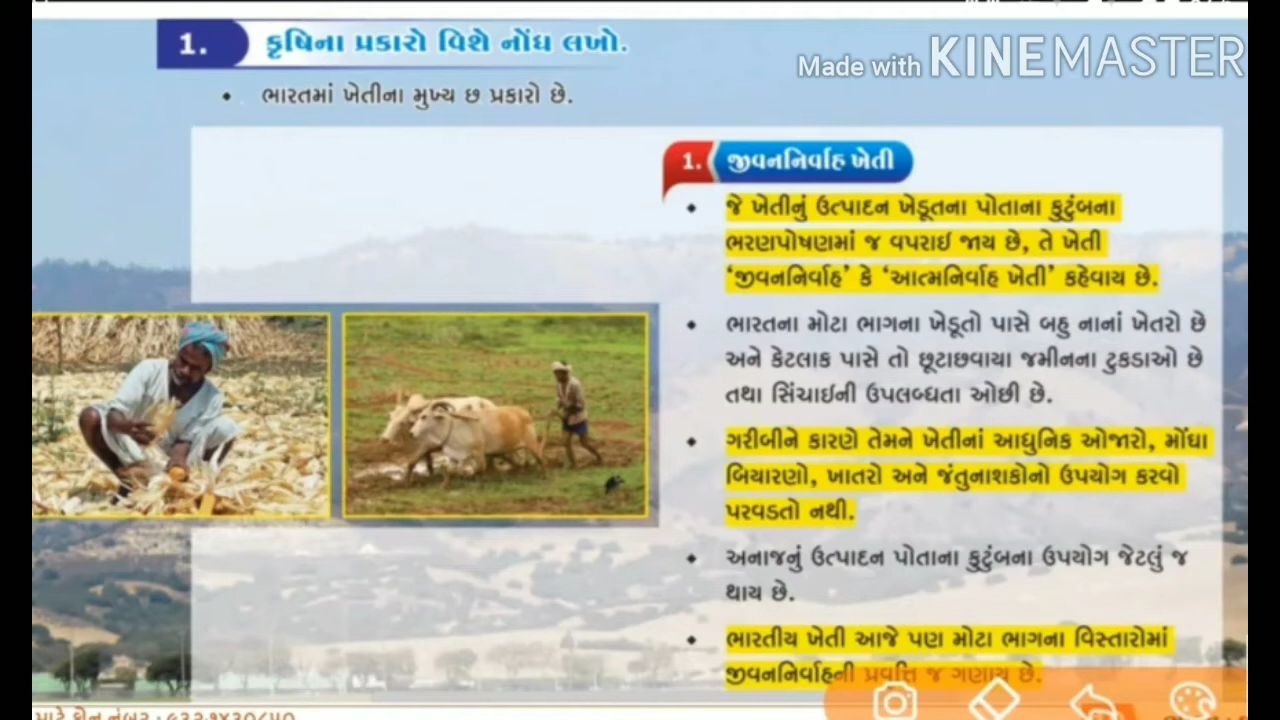 1. કૃષિના પ્રકારો વિશે નોંધ લખો.
Made with KINEMASTER
• ભારતમાં ખેતીના મુખ્ય છ પ્રકારો છે.
1. જીવનનિર્વાહ ખેતી
જે ખેતીનું ઉત્પાદન ખેડૂતના પોતાના કુટુંબના
ભરણપોષણમાં જ વપરાઈ જાય છે, તે ખેતી
‘જીવનનિર્વાહ’ કે ‘આત્મનિર્વાહ ખેતી’ કહેવાય છે.
ભારતના મોટા ભાગના ખેડૂતો પાસે બહુ નાનાં ખેતરો છે
અને કેટલાક પાસે તો છૂટાછવાયા જમીનના ટુકડાઓ છે
તથા સિંચાઈની ઉપલબ્ધતા ઓછી છે.
ગરીબીને કારણે તેમને ખેતીનાં આધુનિક ઓજારો, મોંઘા
બિયારણો, ખાતરો અને જંતુનાશકોનો ઉપયોગ કરવો
પરવડતો નથી.
અનાજનું ઉત્પાદન પોતાના કુટુંબના ઉપયોગ જેટલું જ
થાય છે.
ભારતીય ખેતી આજે પણ મોટા ભાગના વિસ્તારોમાં
જીવનનિર્વાહની પ્રવૃત્તિ જ ગણાય છે.